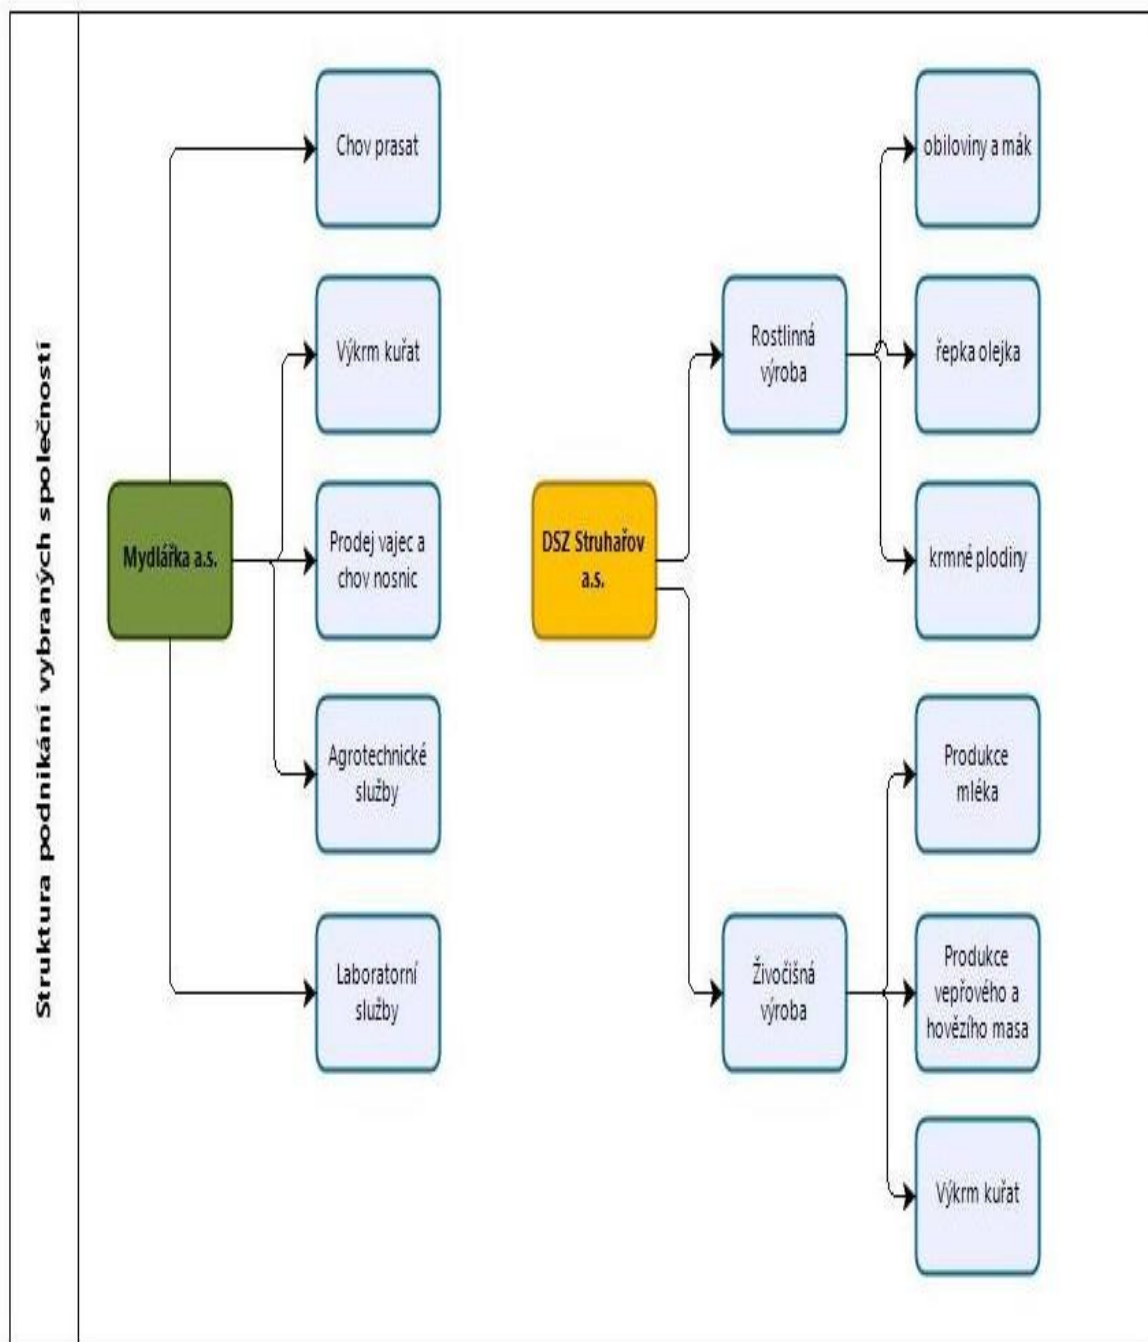 Struktura podnikání vybraných společností
Mydlářka a.s.
Chov prasat
Výkrm kuřat
Prodej vajec a
chov nosnic
Agrotechnické
služby
Laboratorní
služby
DSZ Struhařov
a.s.
Rostlinná
výroba
obiloviny a mák
řepka olejka
krmné plodiny
Živočišná
výroba
Produkce
mléka
Produkce
vepřového a
hovězího masa
Výkrm kuřat